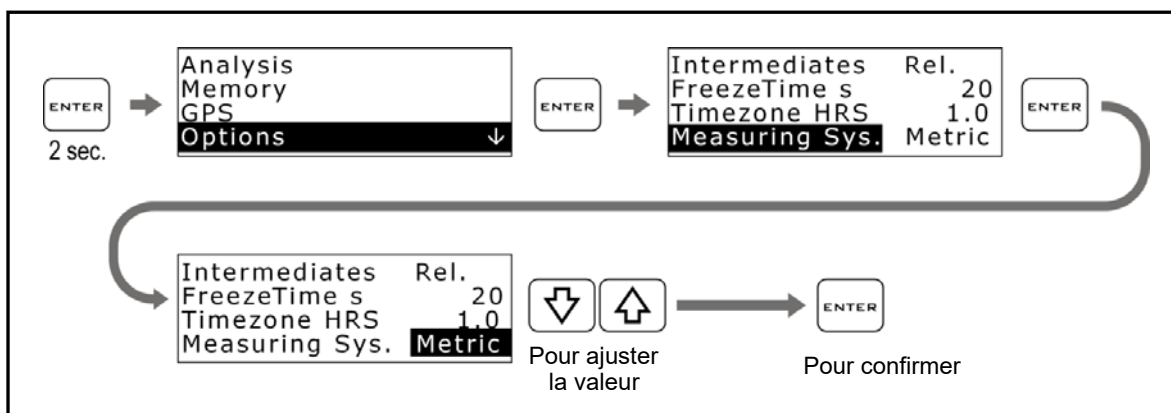 ENTER
2 sec.
Analysis
Memory
GPS
Options ↓
ENTER
Intermediates Rel.
FreezeTime s 20
Timezone HRS 1.0
Measuring Sys. Metric
ENTER
Intermediates Rel.
FreezeTime s 20
Timezone HRS 1.0
Measuring Sys. Metric
Pour ajuster
la valeur
ENTER
Pour confirmer